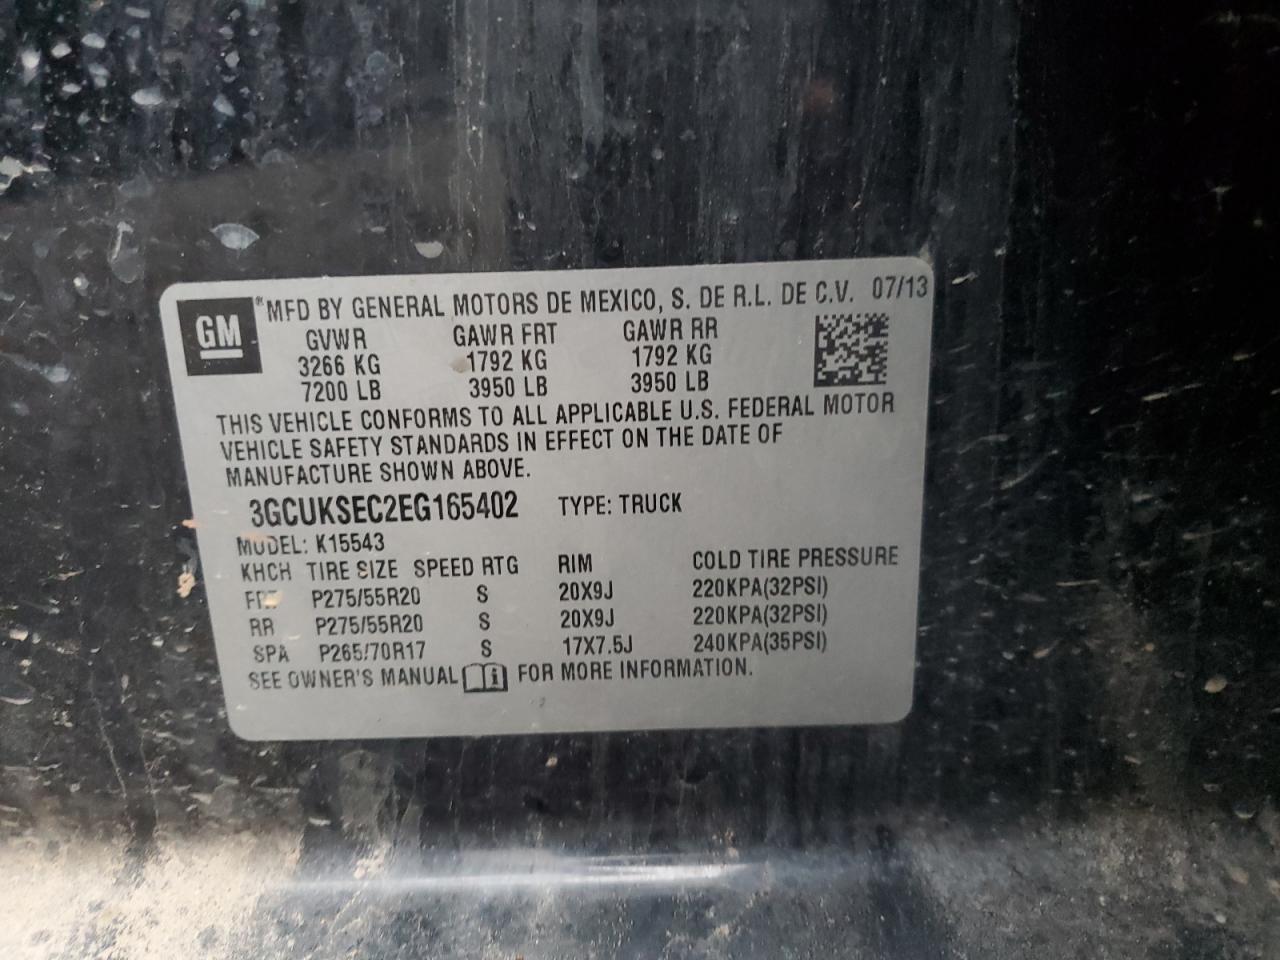 GM ® MFD BY GENERAL MOTORS DE MEXICO, S. DE R.L. DE C.V. 07/13
GVWR GAWR FRT GAWR RR
3266 KG 1792 KG 1792 KG
7200 LB 3950 LB 3950 LB
THIS VEHICLE CONFORMS TO ALL APPLICABLE U.S. FEDERAL MOTOR
VEHICLE SAFETY STANDARDS IN EFFECT ON THE DATE OF
MANUFACTURE SHOWN ABOVE.
3GCUKSEC2EG165402 TYPE: TRUCK
MODEL: K15543
KHCH TIRE SIZE SPEED RTG RIM COLD TIRE PRESSURE
FRT P275/55R20 S 20X9J 220KPA(32PSI)
RR P275/55R20 S 20X9J 220KPA(32PSI)
SPA P265/70R17 S 17X7.5J 240KPA(35PSI)
SEE OWNER'S MANUAL i FOR MORE INFORMATION.